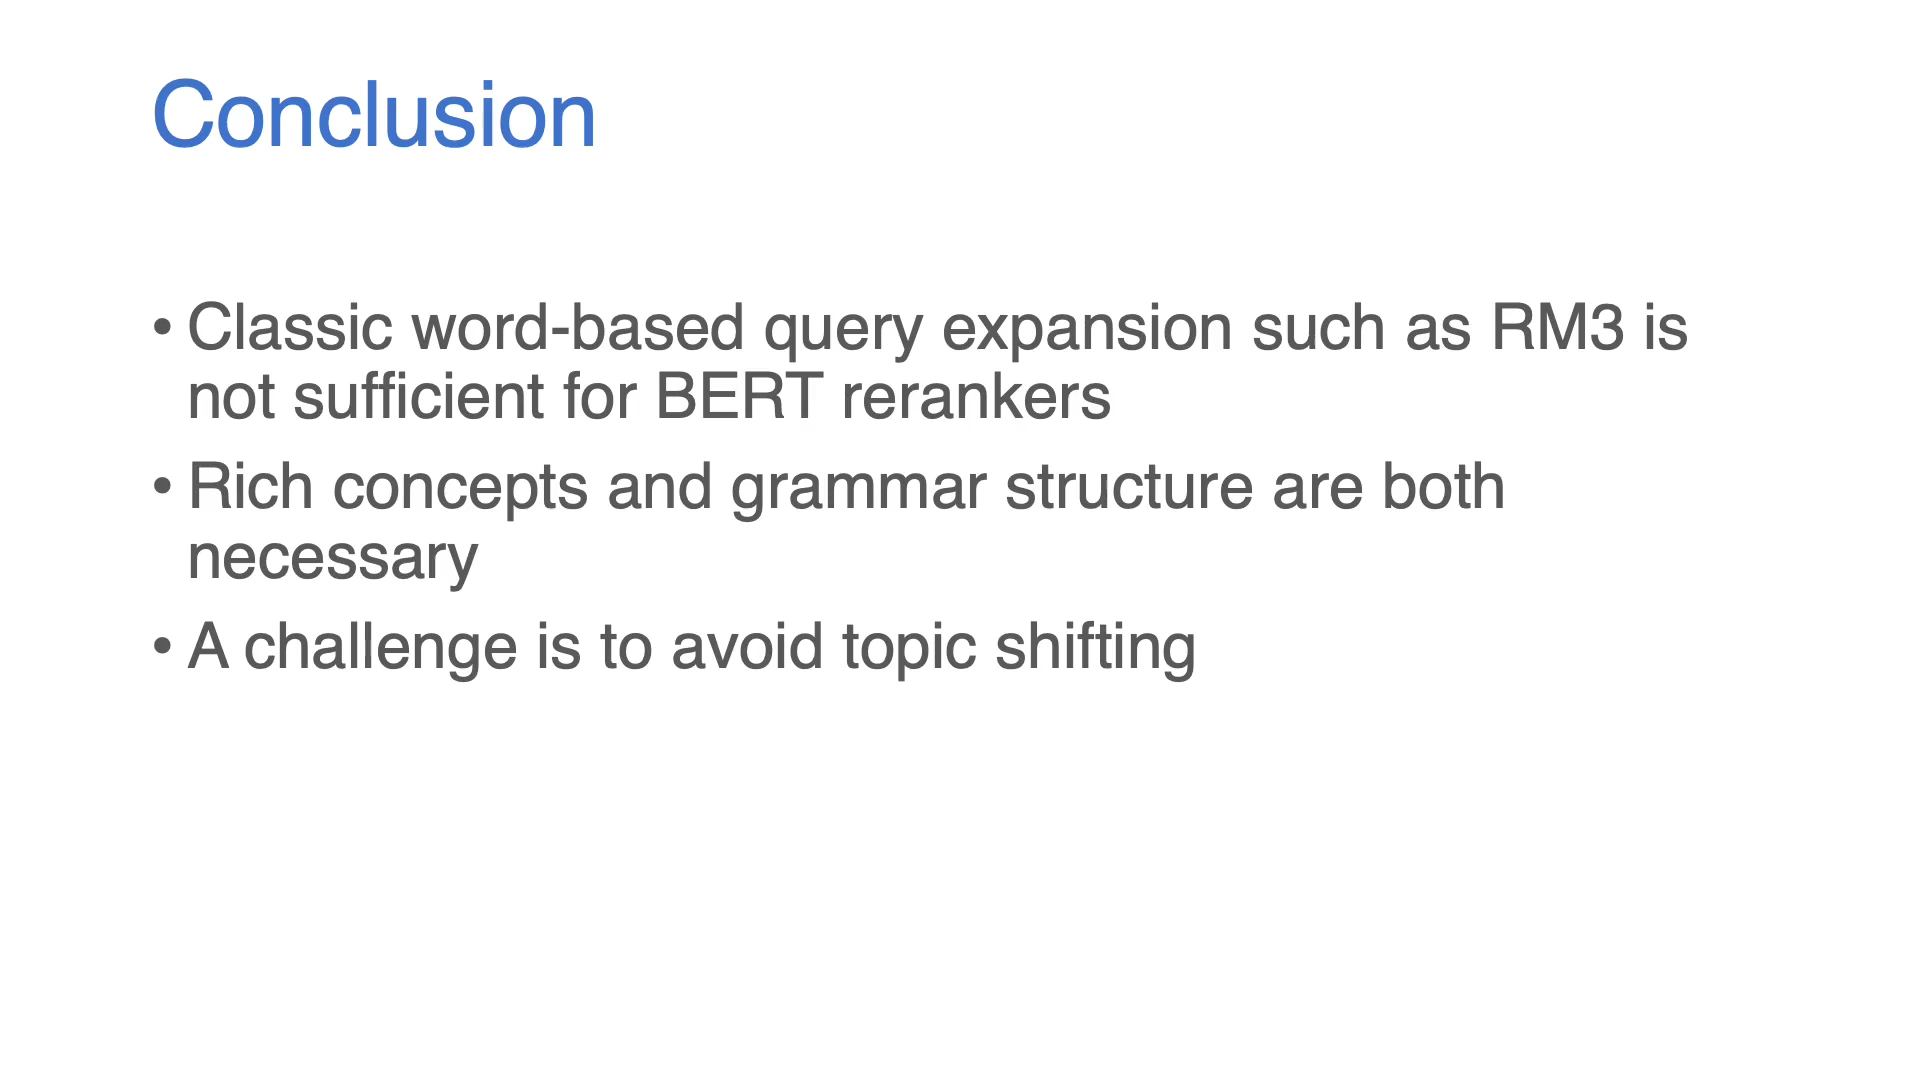 Conclusion
• Classic word-based query expansion such as RM3 is
not sufficient for BERT rerankers
• Rich concepts and grammar structure are both
necessary
• A challenge is to avoid topic shifting